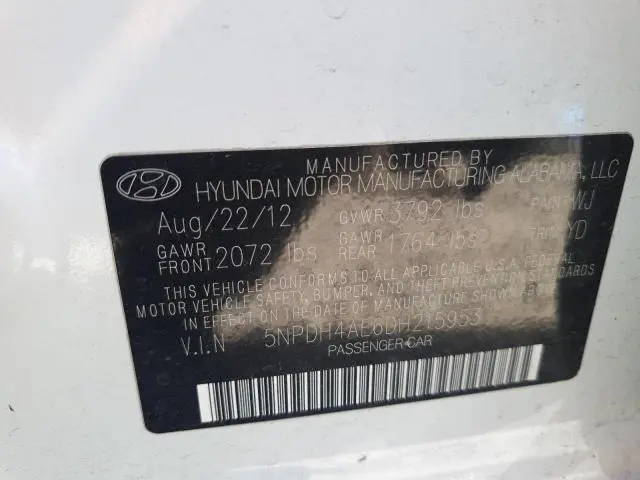 MANUFACTURED BY
HYUNDAI MOTOR MANUFACTURING ALABAMA, LLC
Aug/22/12 GVWR 3792 lbs PAINT WJ
GAWR FRONT 2072 lbs GAWR REAR 1764 lbs TRIM YD
THIS VEHICLE CONFORMS TO ALL APPLICABLE U.S.A. FEDERAL
MOTOR VEHICLE SAFETY, BUMPER, AND THEFT PREVENTION STANDARDS
IN EFFECT ON THE DATE OF MANUFACTURE SHOWN ABOVE.
V.I.N 5NPDH4AE6DH215953
PASSENGER CAR